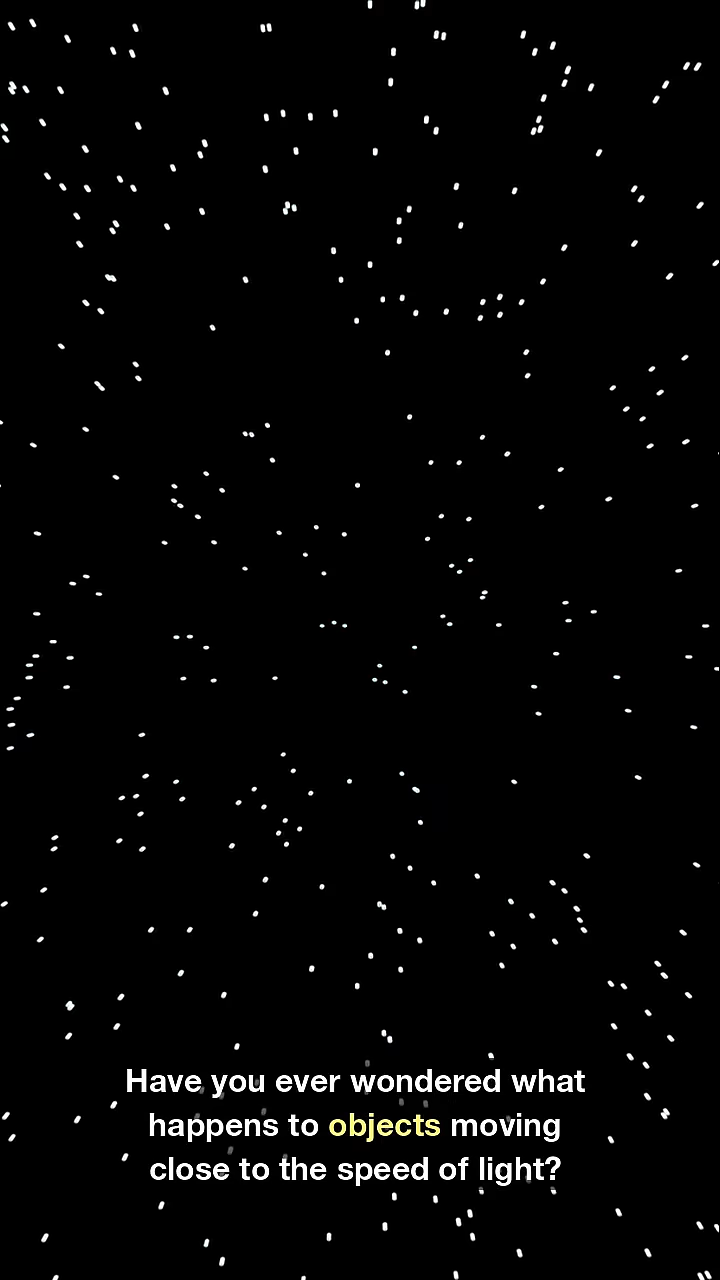 Have you ever wondered what
happens to objects moving
close to the speed of light?